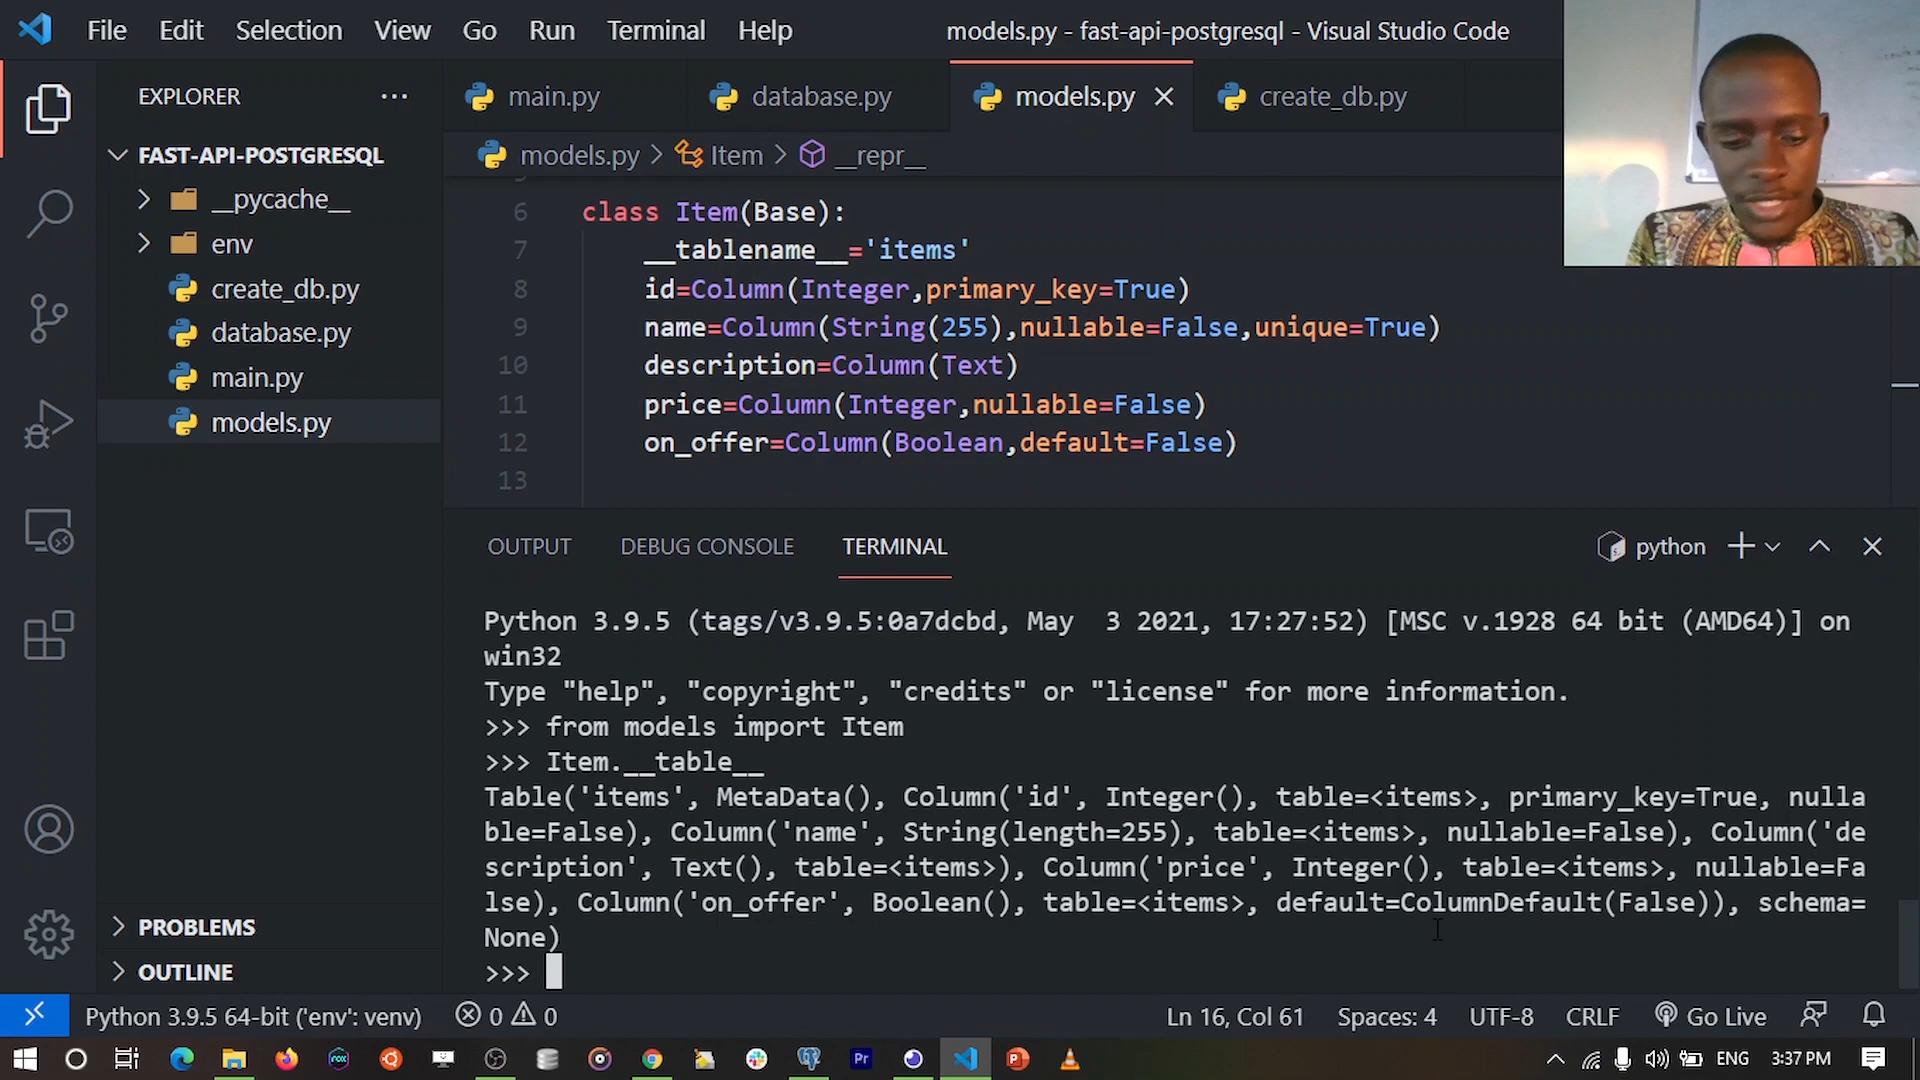 File Edit Selection View Go Run Terminal Help
models.py - fast-api-postgresql - Visual Studio Code
EXPLORER
FAST-API-POSTGRESQL
__pycache__
env
create_db.py
database.py
main.py
models.py
PROBLEMS
OUTLINE
main.py database.py models.py create_db.py
models.py > Item > __repr__
6 class Item(Base):
7 __tablename__='items'
8 id=Column(Integer,primary_key=True)
9 name=Column(String(255),nullable=False,unique=True)
10 description=Column(Text)
11 price=Column(Integer,nullable=False)
12 on_offer=Column(Boolean,default=False)
13
OUTPUT DEBUG CONSOLE TERMINAL
python
Python 3.9.5 (tags/v3.9.5:0a7dcbd, May  3 2021, 17:27:52) [MSC v.1928 64 bit (AMD64)] on
win32
Type "help", "copyright", "credits" or "license" for more information.
>>> from models import Item
>>> Item.__table__
Table('items', MetaData(), Column('id', Integer(), table=<items>, primary_key=True, nulla
ble=False), Column('name', String(length=255), table=<items>, nullable=False), Column('de
scription', Text(), table=<items>), Column('price', Integer(), table=<items>, nullable=Fa
lse), Column('on_offer', Boolean(), table=<items>, default=ColumnDefault(False)), schema=
None)
>>>
Python 3.9.5 64-bit ('env': venv) 0 0 Ln 16, Col 61 Spaces: 4 UTF-8 CRLF Go Live
Pr
ENG 3:37 PM